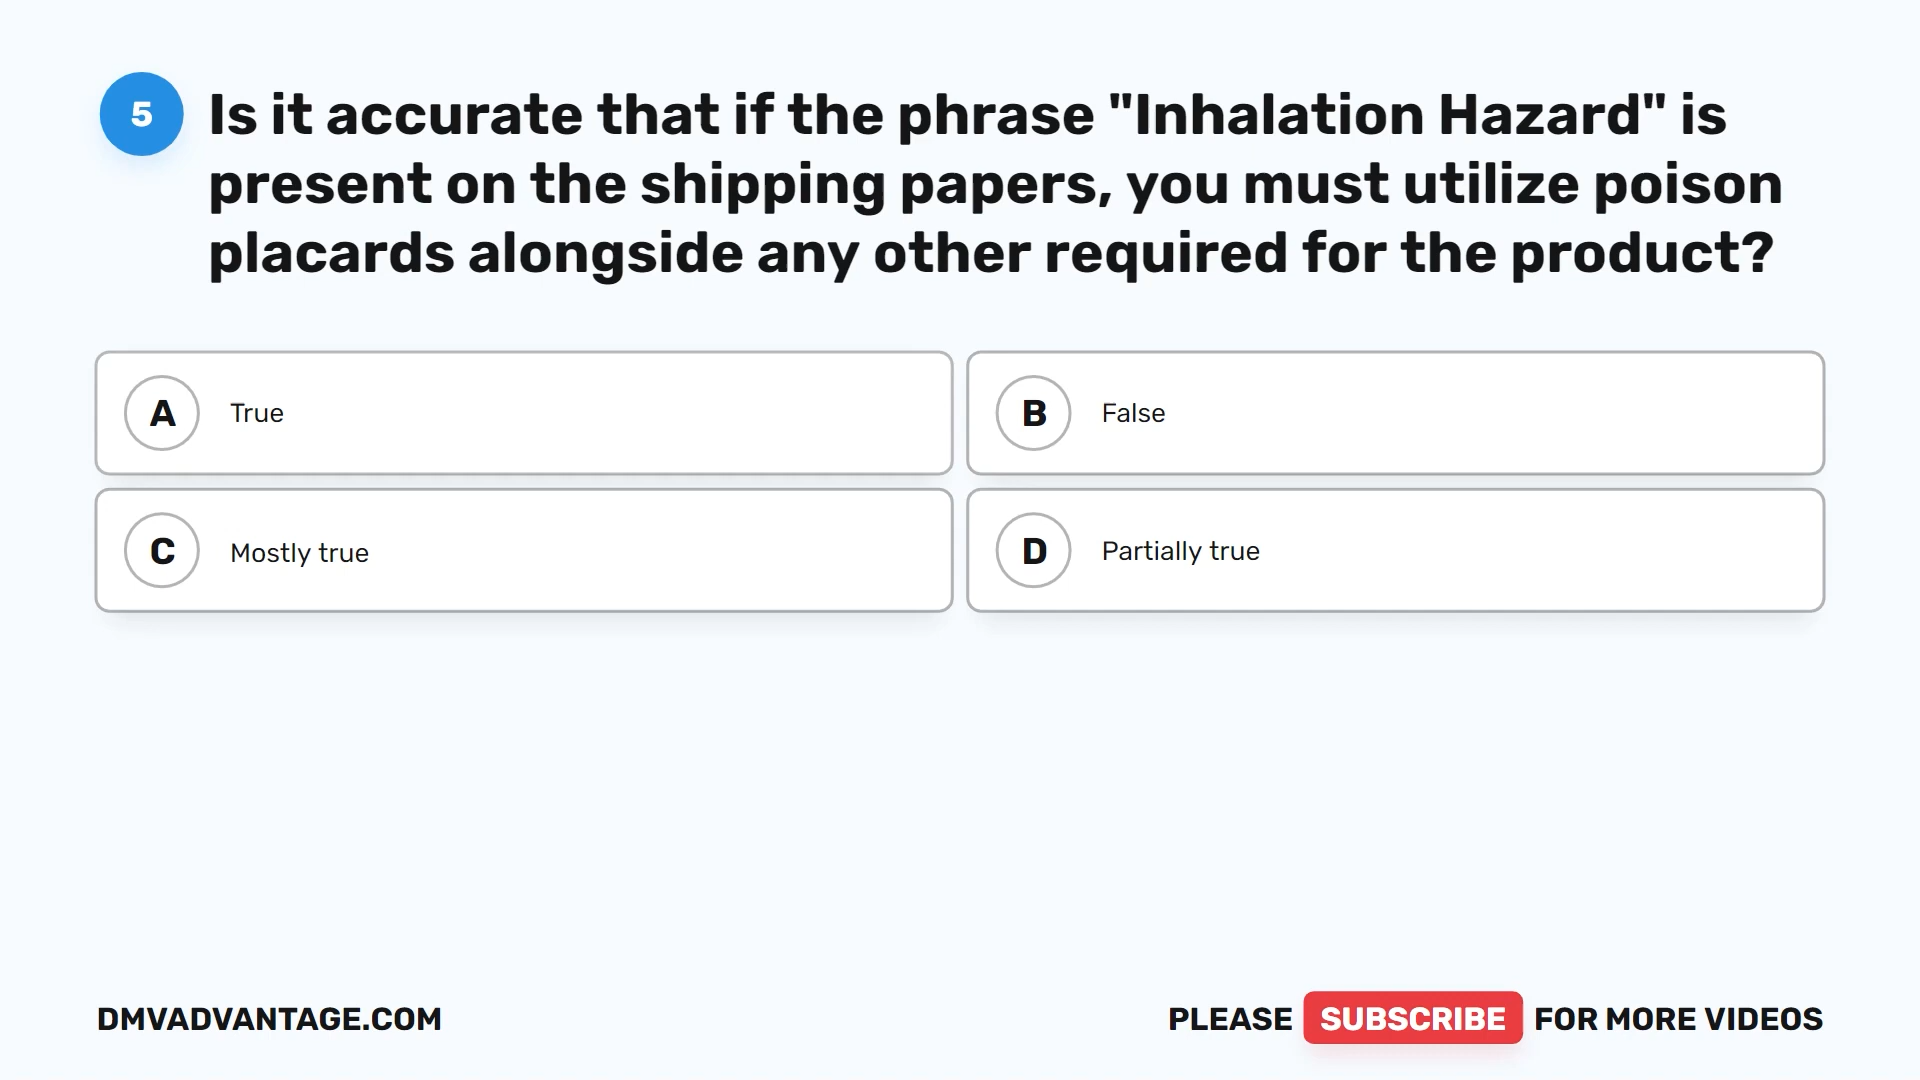 5
Is it accurate that if the phrase "Inhalation Hazard" is
present on the shipping papers, you must utilize poison
placards alongside any other required for the product?
A True
B False
C Mostly true
D Partially true
DMVADVANTAGE.COM
PLEASE SUBSCRIBE FOR MORE VIDEOS